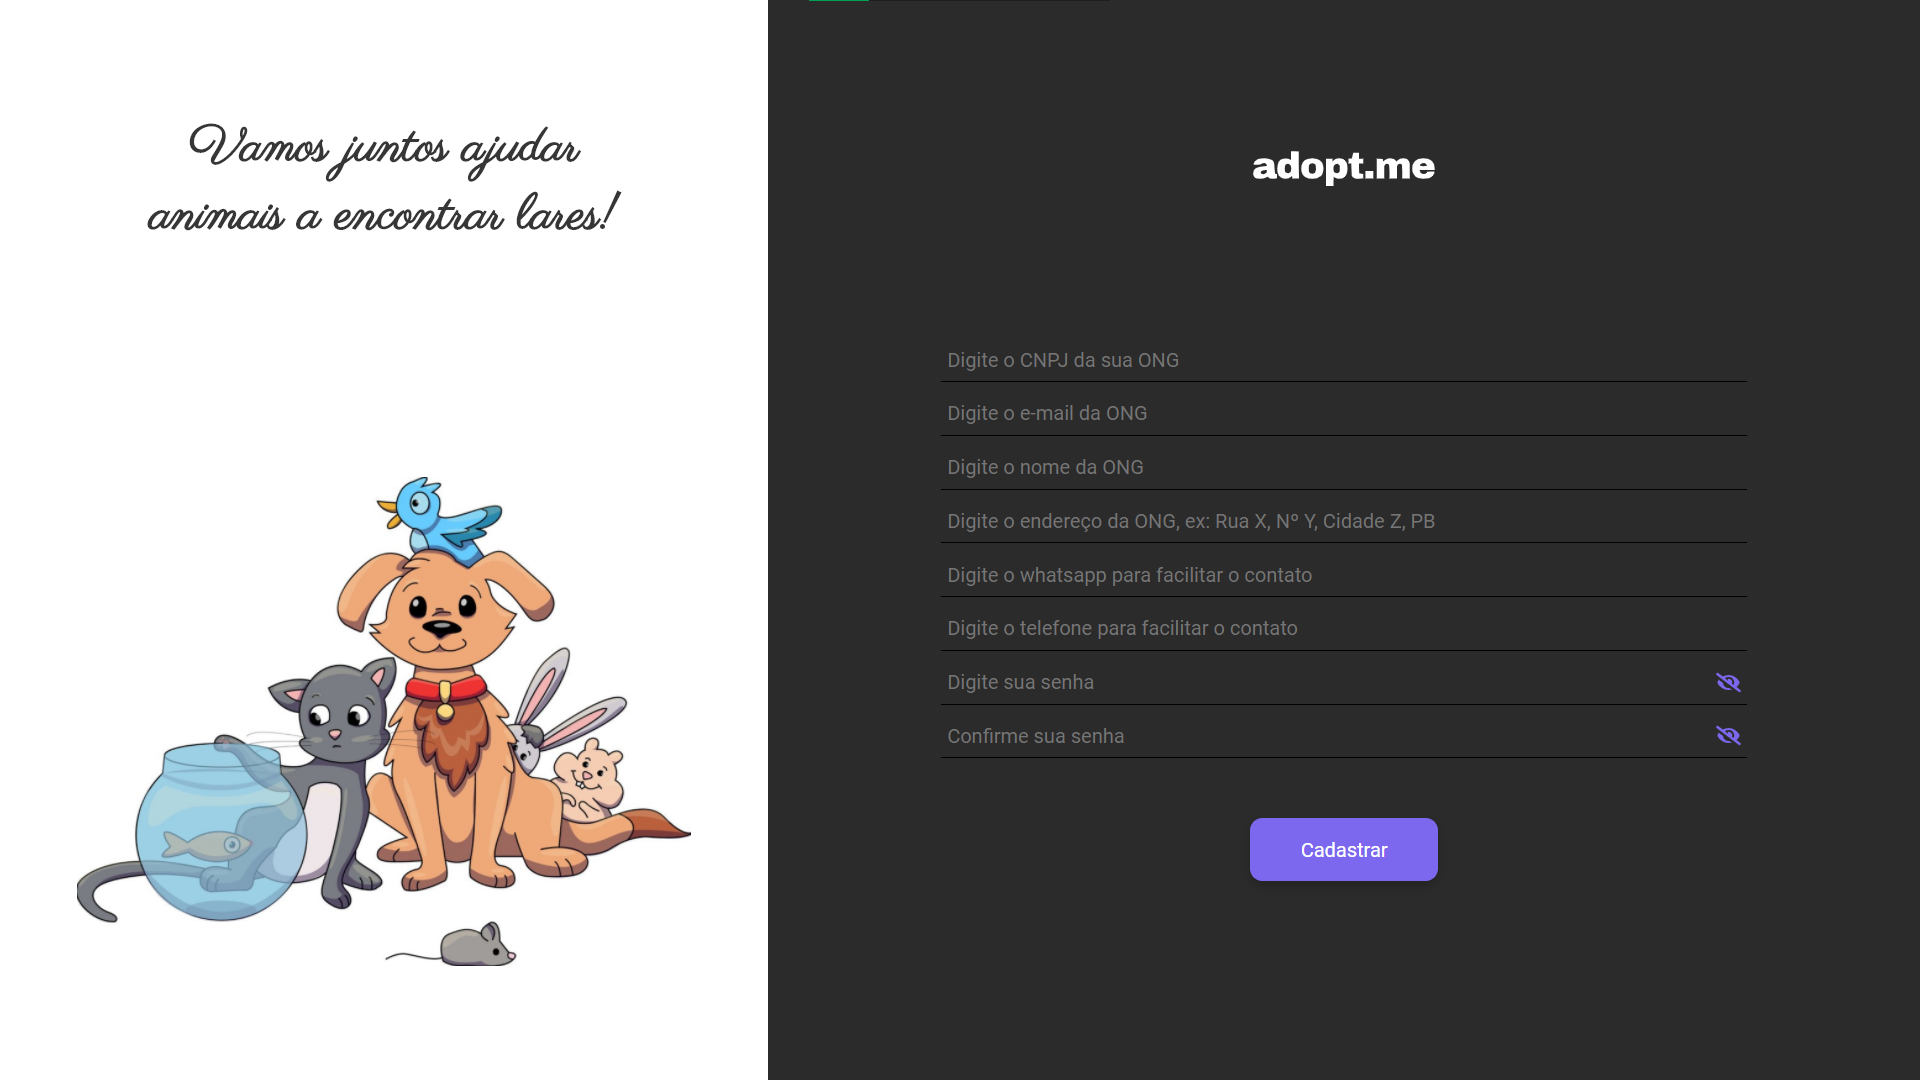 Vamos juntos ajudar
animais a encontrar lares!
adopt.me
Digite o CNPJ da sua ONG
Digite o e-mail da ONG
Digite o nome da ONG
Digite o endereço da ONG, ex: Rua X, Nº Y, Cidade Z, PB
Digite o whatsapp para facilitar o contato
Digite o telefone para facilitar o contato
Digite sua senha
Confirme sua senha
Cadastrar